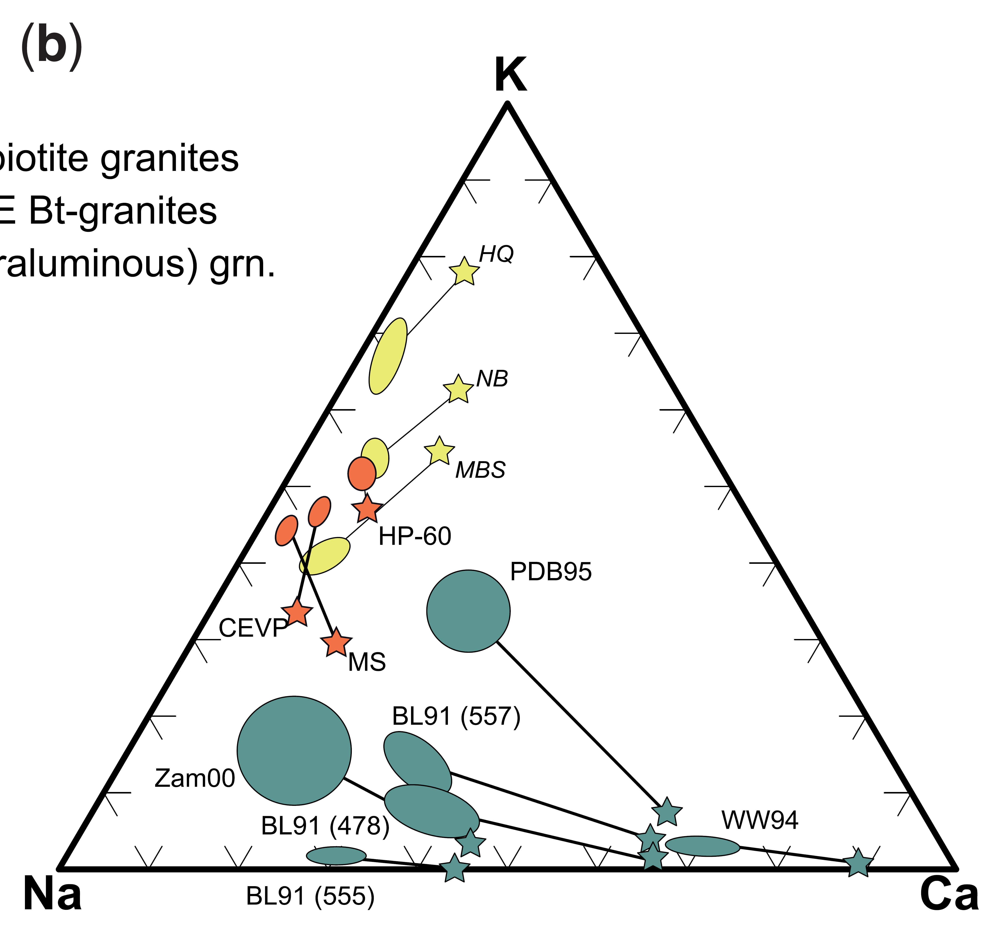 (b)
K
biotite granites
E Bt-granites
raluminous) grn.
HQ
NB
MBS
HP-60
PDB95
CEVP
MS
BL91 (557)
Zam00
BL91 (478)
WW94
Na
Ca
BL91 (555)